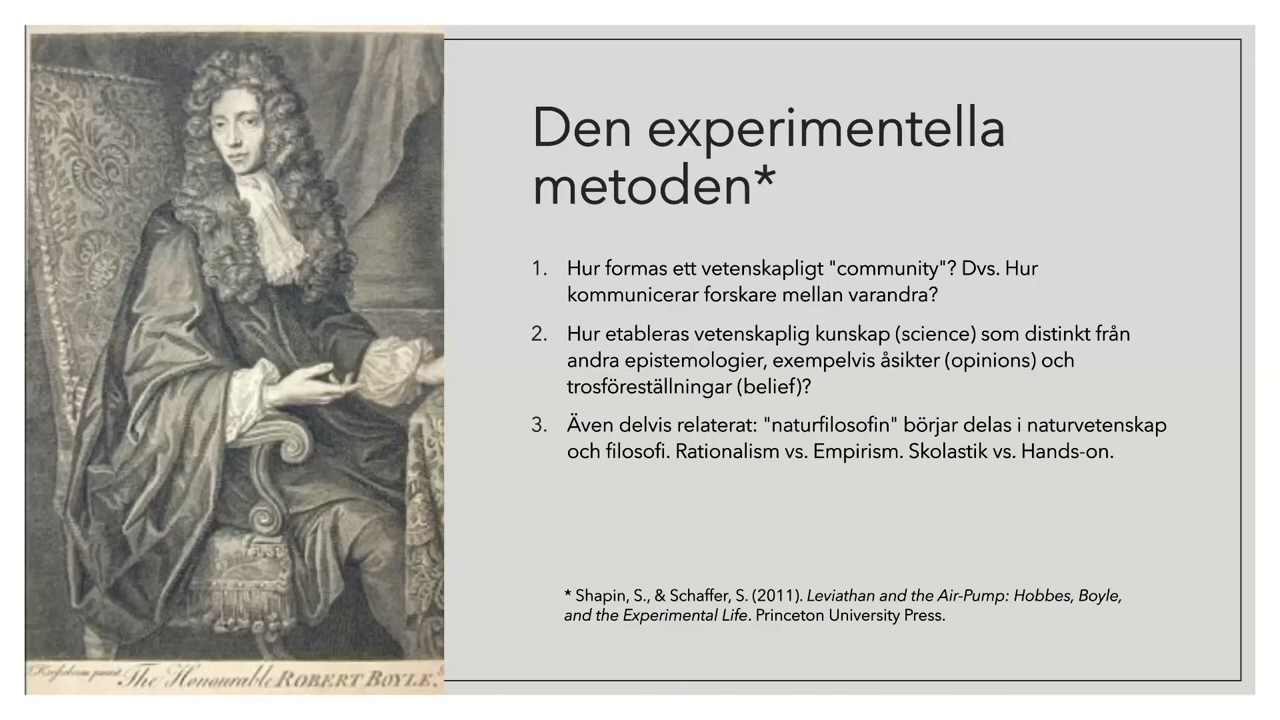 Den experimentella
metoden*
1. Hur formas ett vetenskapligt "community"? Dvs. Hur
kommunicerar forskare mellan varandra?
2. Hur etableras vetenskaplig kunskap (science) som distinkt från
andra epistemologier, exempelvis åsikter (opinions) och
trosföreställningar (belief)?
3. Även delvis relaterat: "naturfilosofin" börjar delas i naturvetenskap
och filosofi. Rationalism vs. Empirism. Skolastik vs. Hands-on.
* Shapin, S., & Schaffer, S. (2011). Leviathan and the Air-Pump: Hobbes, Boyle,
and the Experimental Life. Princeton University Press.
The Honourable ROBERT BOYLE.